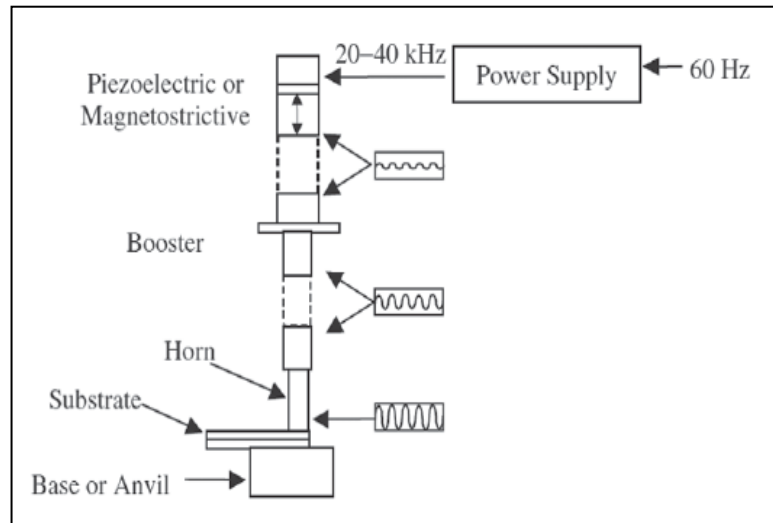 20–40 kHz
Power Supply
60 Hz
Piezoelectric or
Magnetostrictive
Booster
Horn
Substrate
Base or Anvil